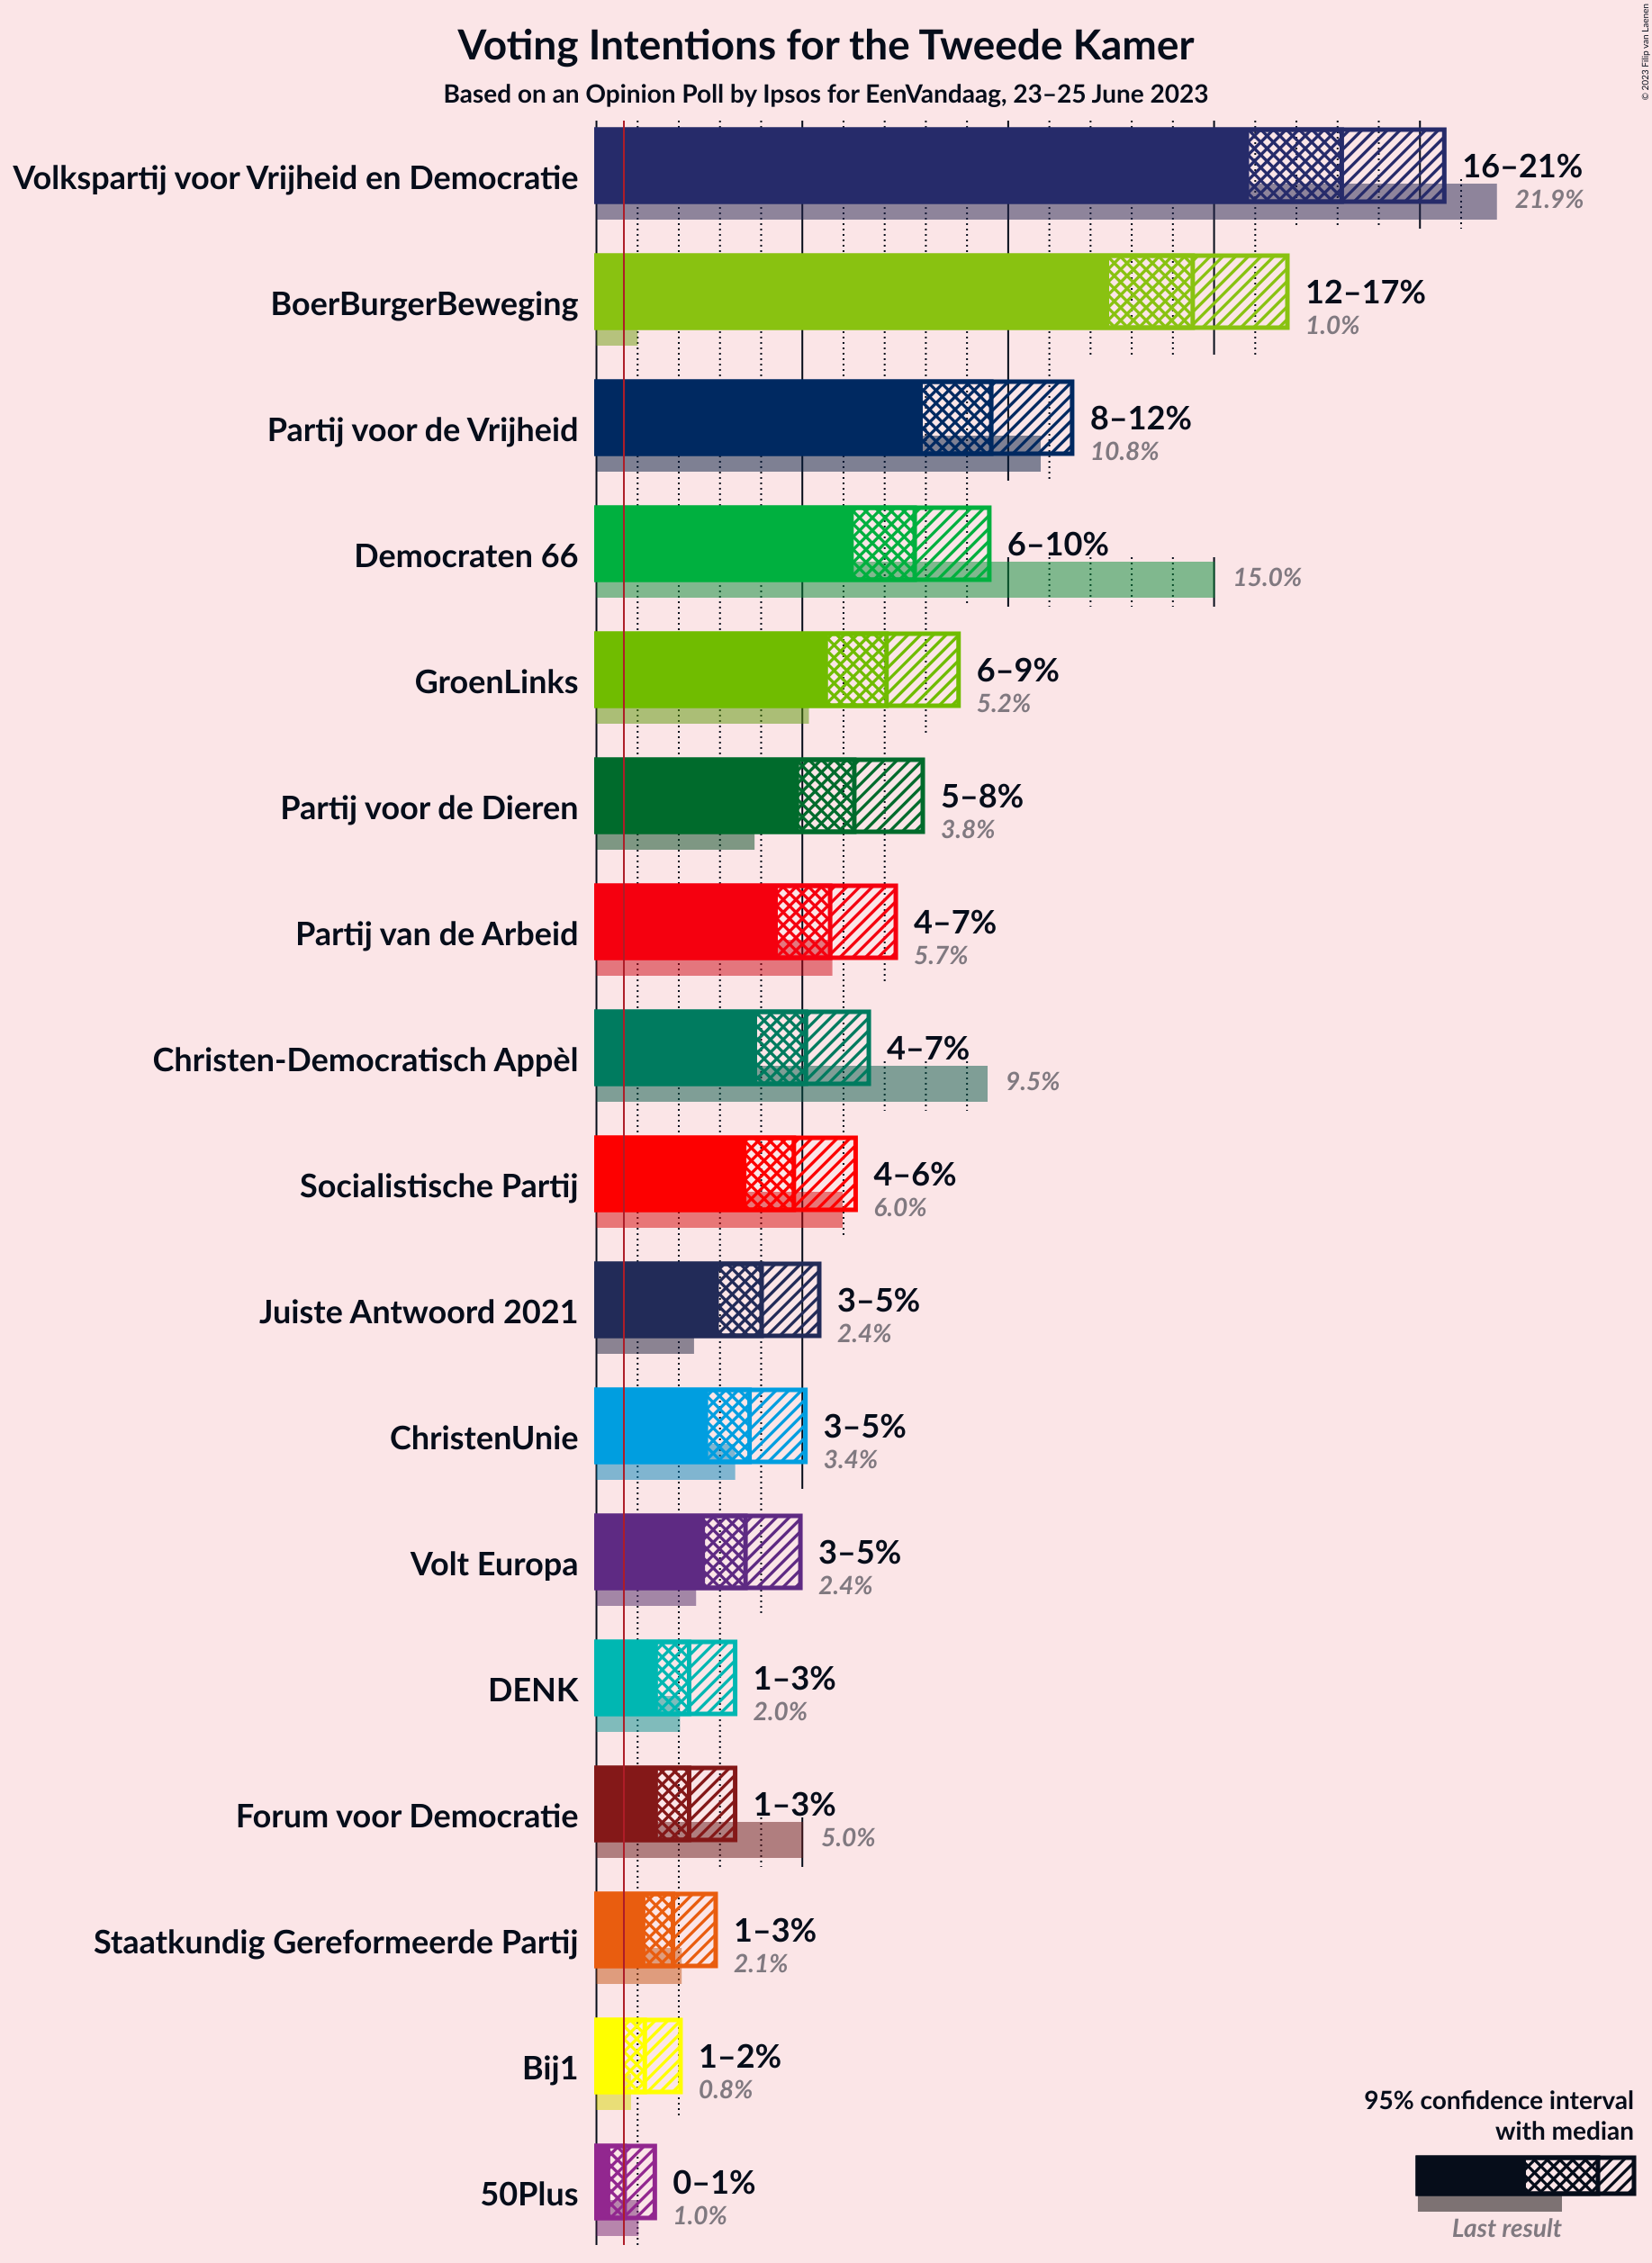 Voting Intentions for the Tweede Kamer
Based on an Opinion Poll by Ipsos for EenVandaag, 23–25 June 2023
© 2023 Filip van Laenen
Volkspartij voor Vrijheid en Democratie
16–21%
21.9%
BoerBurgerBeweging
12–17%
1.0%
Partij voor de Vrijheid
8–12%
10.8%
Democraten 66
6–10%
15.0%
GroenLinks
6–9%
5.2%
Partij voor de Dieren
5–8%
3.8%
Partij van de Arbeid
4–7%
5.7%
Christen-Democratisch Appèl
4–7%
9.5%
Socialistische Partij
4–6%
6.0%
Juiste Antwoord 2021
3–5%
2.4%
ChristenUnie
3–5%
3.4%
Volt Europa
3–5%
2.4%
DENK
1–3%
2.0%
Forum voor Democratie
1–3%
5.0%
Staatkundig Gereformeerde Partij
1–3%
2.1%
Bij1
1–2%
0.8%
50Plus
0–1%
1.0%
95% confidence interval
with median
Last result